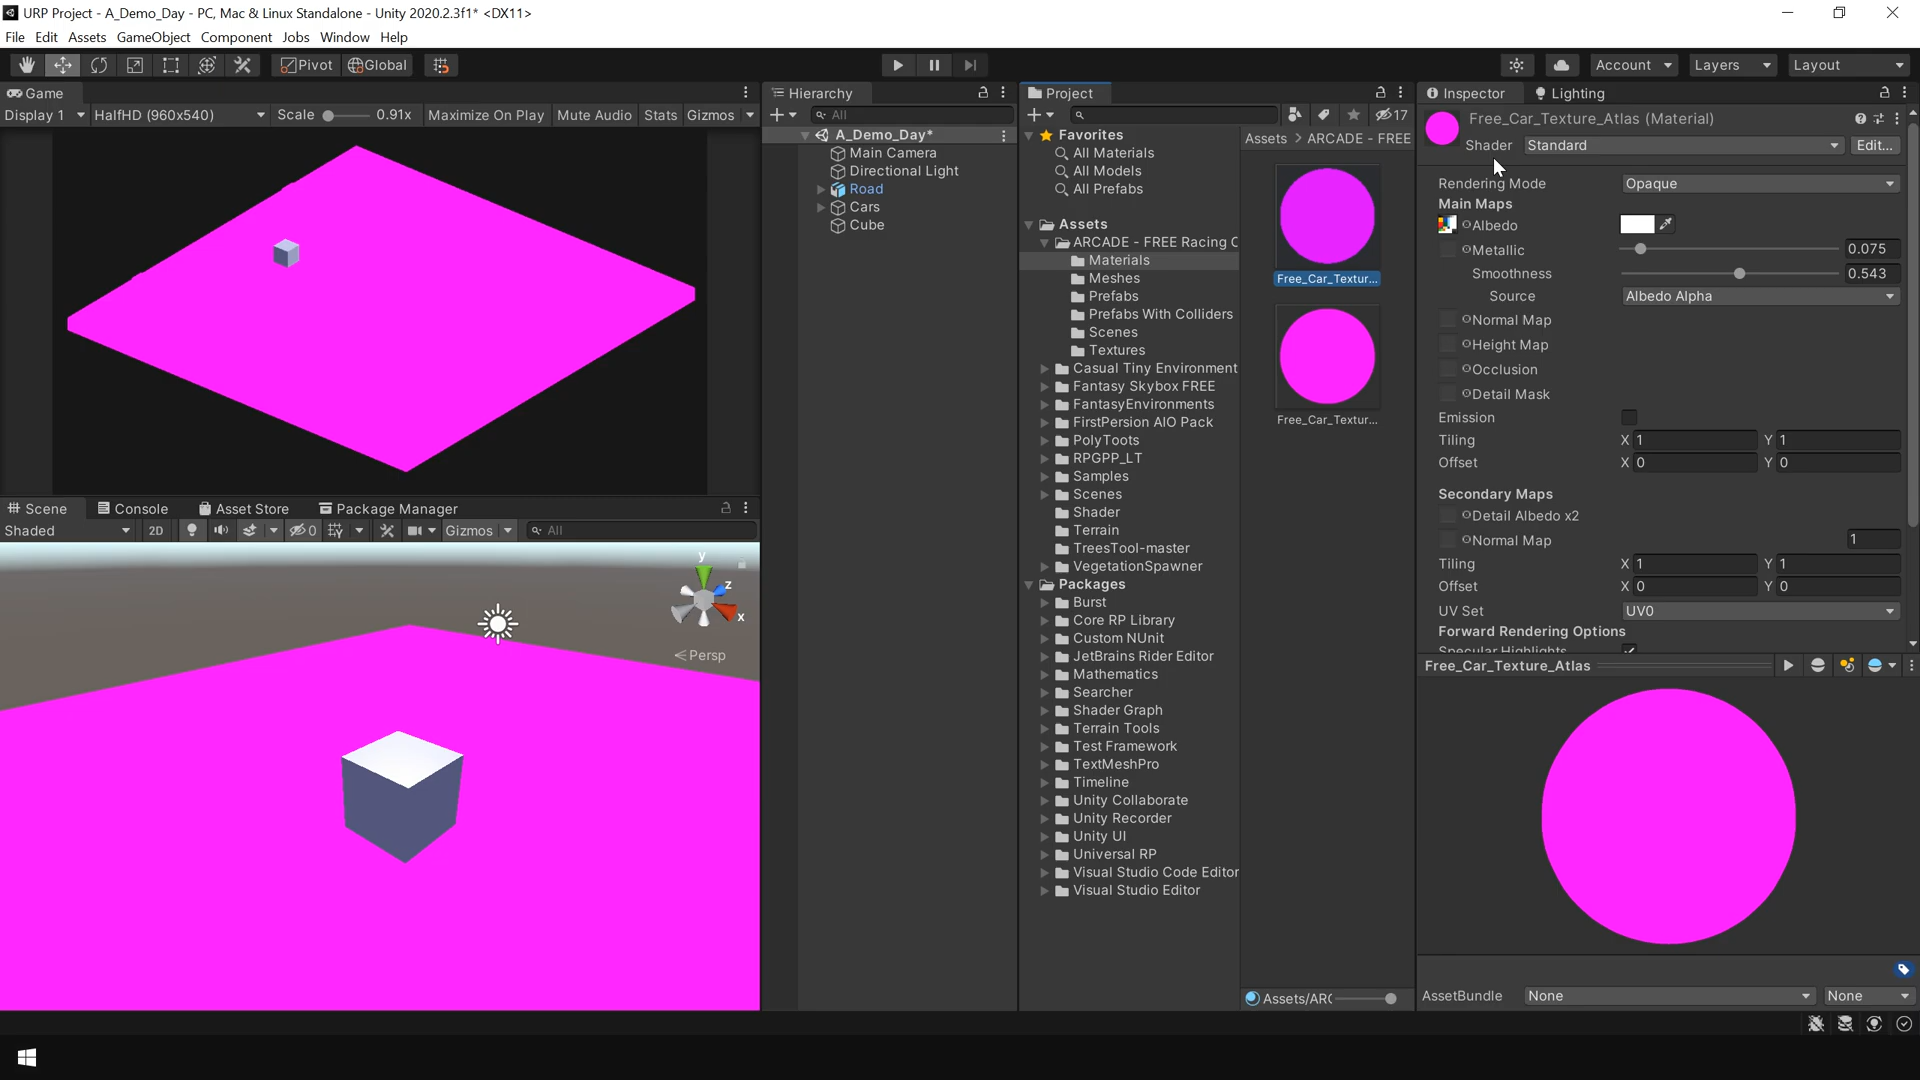 URP Project - A_Demo_Day - PC, Mac & Linux Standalone - Unity 2020.2.3f1* <DX11>
File Edit Assets GameObject Component Jobs Window Help
Pivot Global Account Layers Layout
Game
Display 1 HalfHD (960x540) Scale 0.91x Maximize On Play Mute Audio Stats Gizmos
Scene Console Asset Store Package Manager
Shaded 2D 0 Gizmos All
y
z
x
Persp
Hierarchy
All
A_Demo_Day*
Main Camera
Directional Light
Road
Cars
Cube
Project
17
Favorites
All Materials
All Models
All Prefabs
Assets
ARCADE - FREE Racing C
Materials
Meshes
Prefabs
Prefabs With Colliders
Scenes
Textures
Casual Tiny Environment
Fantasy Skybox FREE
FantasyEnvironments
FirstPersion AIO Pack
PolyToots
RPGPP_LT
Samples
Scenes
Shader
Terrain
TreesTool-master
VegetationSpawner
Packages
Burst
Core RP Library
Custom NUnit
JetBrains Rider Editor
Mathematics
Searcher
Shader Graph
Terrain Tools
Test Framework
TextMeshPro
Timeline
Unity Collaborate
Unity Recorder
Unity UI
Universal RP
Visual Studio Code Editor
Visual Studio Editor
Assets > ARCADE - FREE
Free_Car_Textur...
Free_Car_Textur...
Assets/ARC
Inspector Lighting
Free_Car_Texture_Atlas (Material)
Shader Standard Edit...
Rendering Mode Opaque
Main Maps
Albedo
Metallic 0.075
Smoothness 0.543
Source Albedo Alpha
Normal Map
Height Map
Occlusion
Detail Mask
Emission
Tiling X 1 Y 1
Offset X 0 Y 0
Secondary Maps
Detail Albedo x2
Normal Map 1
Tiling X 1 Y 1
Offset X 0 Y 0
UV Set UV0
Forward Rendering Options
Specular Highlights
Free_Car_Texture_Atlas
AssetBundle None None